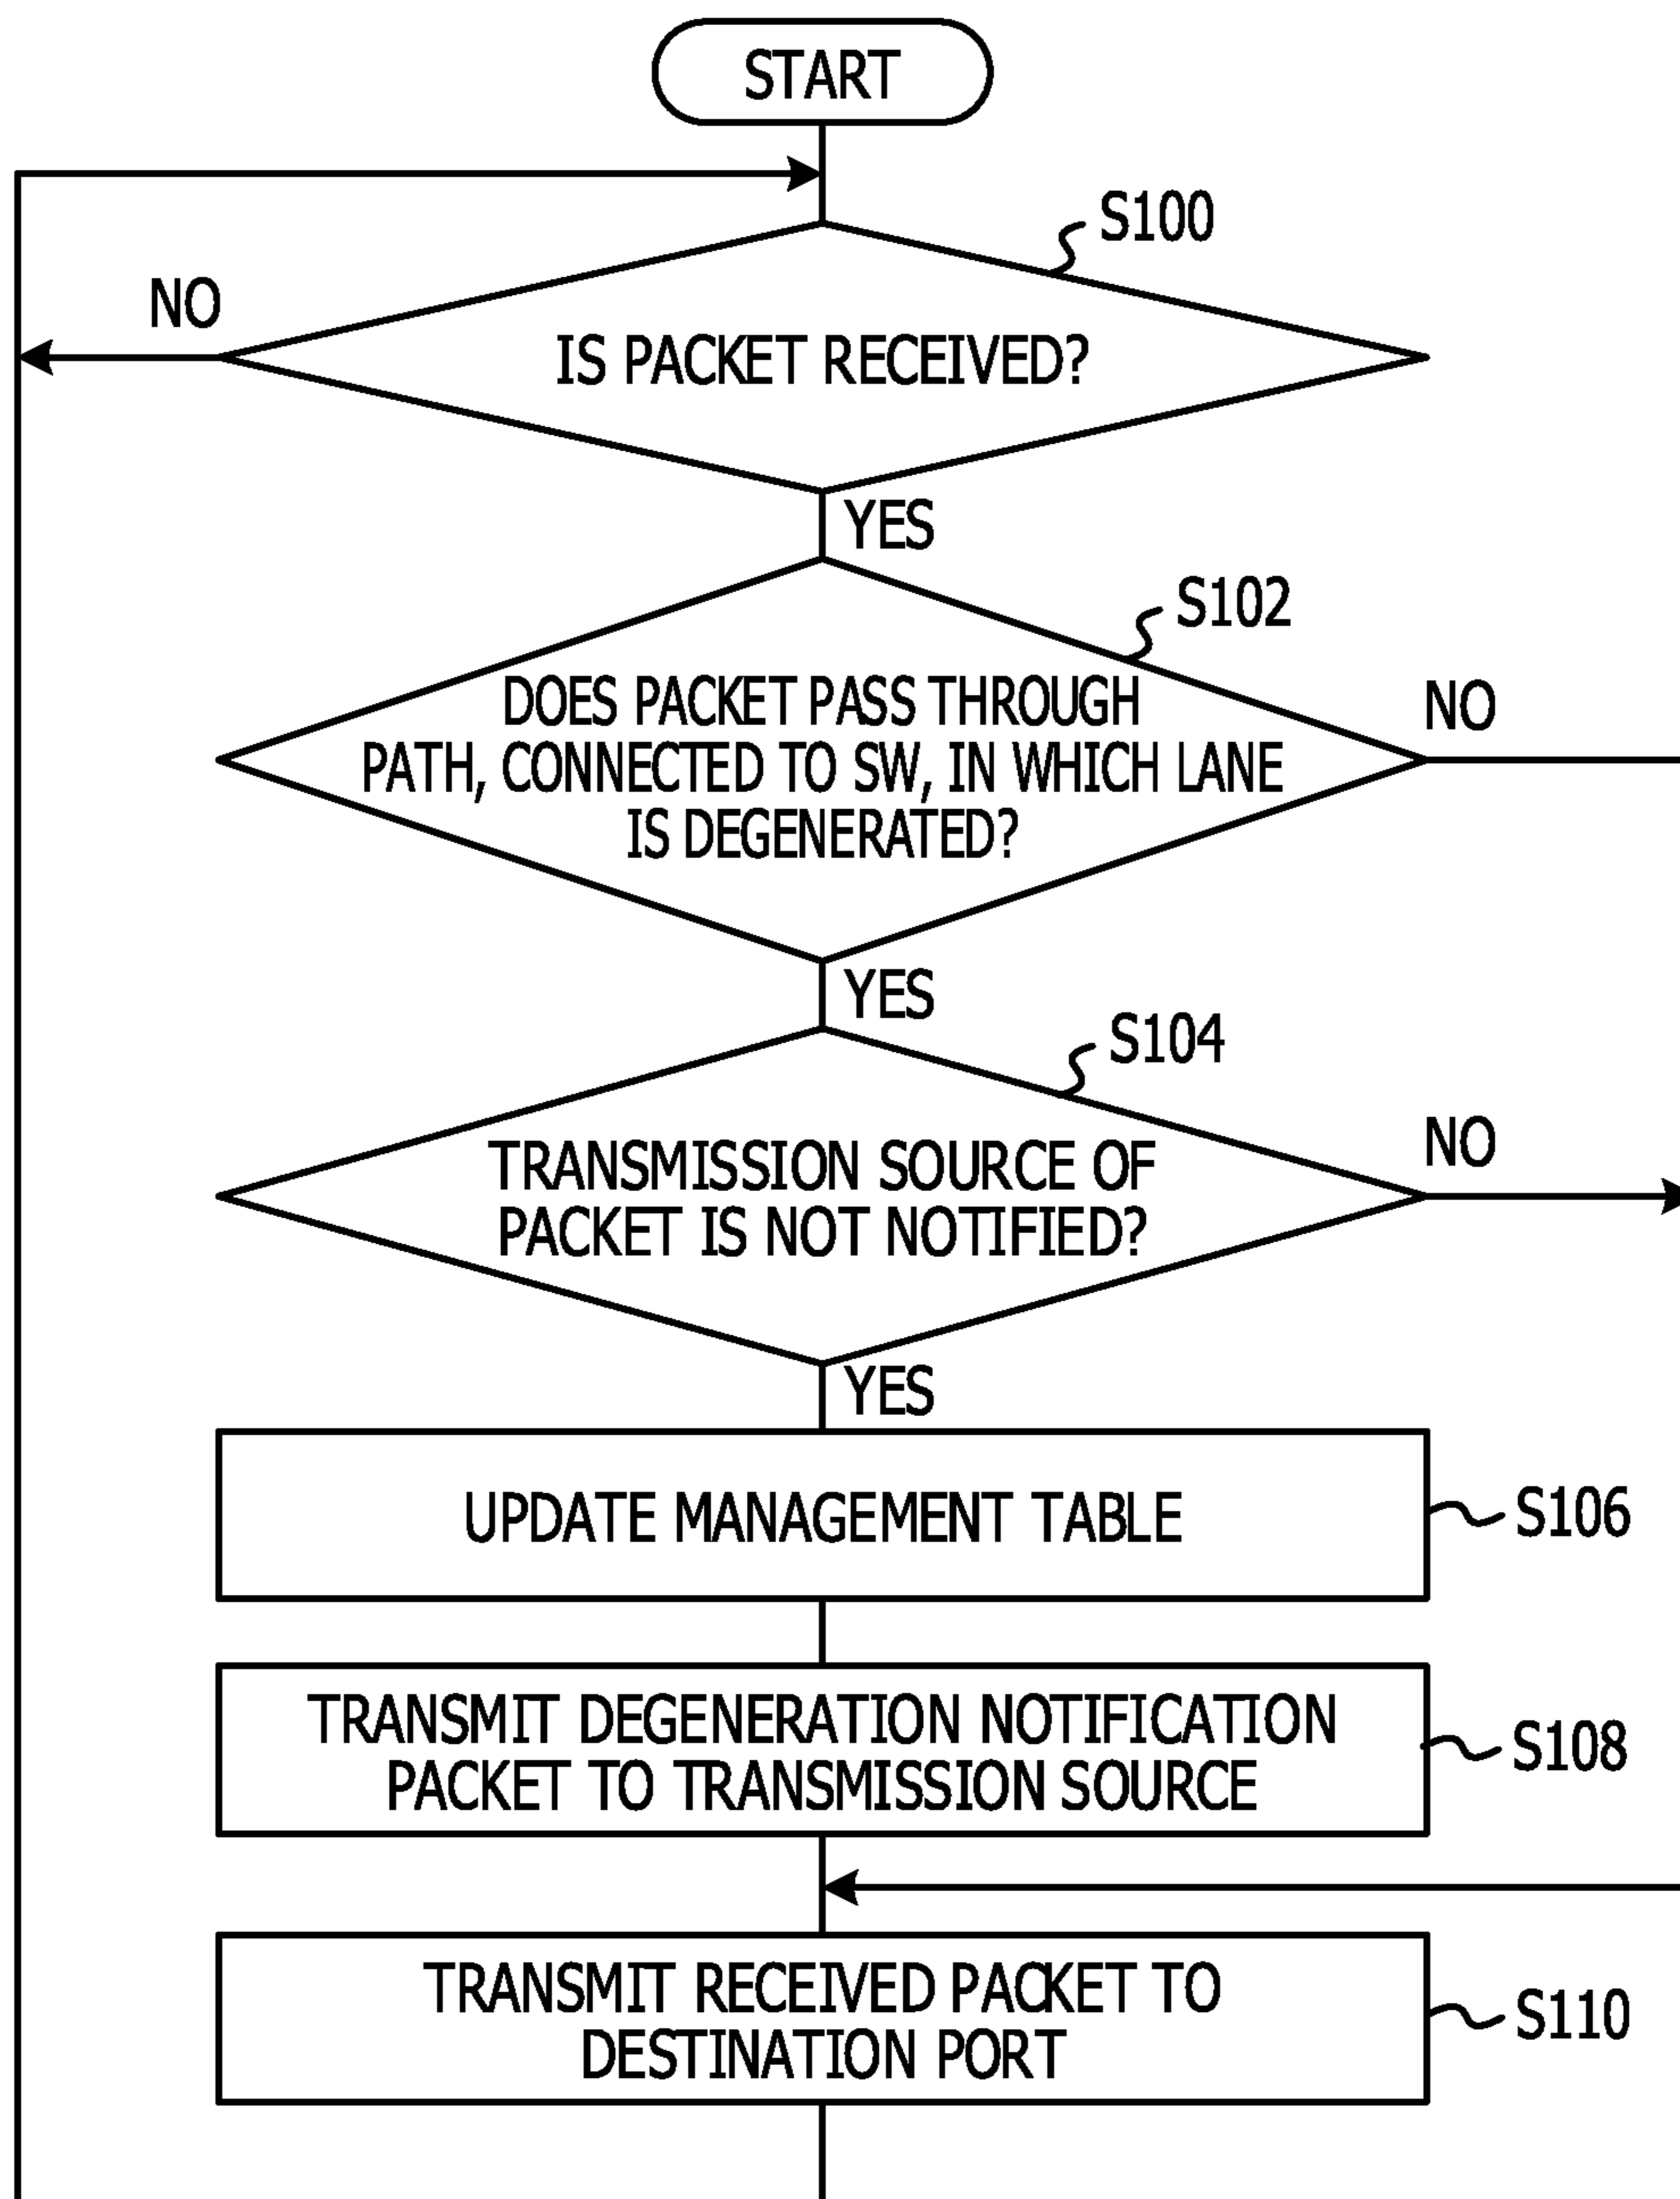 START
S100
NO
IS PACKET RECEIVED?
YES
S102
DOES PACKET PASS THROUGH
NO
PATH, CONNECTED TO SW, IN WHICH LANE
IS DEGENERATED?
YES
S104
TRANSMISSION SOURCE OF
NO
PACKET IS NOT NOTIFIED?
YES
UPDATE MANAGEMENT TABLE
S106
TRANSMIT DEGENERATION NOTIFICATION
PACKET TO TRANSMISSION SOURCE
S108
TRANSMIT RECEIVED PACKET TO
DESTINATION PORT
S110